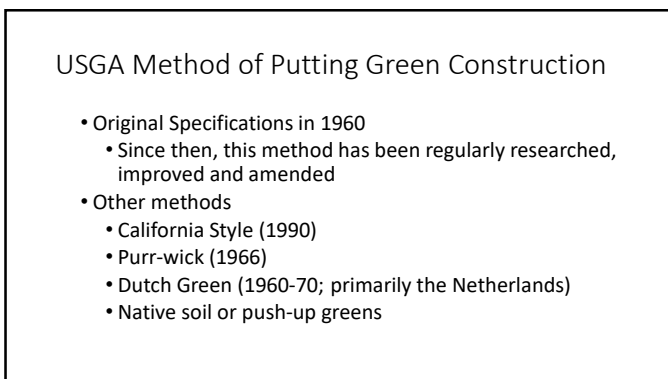 USGA Method of Putting Green Construction
• Original Specifications in 1960
• Since then, this method has been regularly researched,
improved and amended
• Other methods
• California Style (1990)
• Purr-wick (1966)
• Dutch Green (1960-70; primarily the Netherlands)
• Native soil or push-up greens